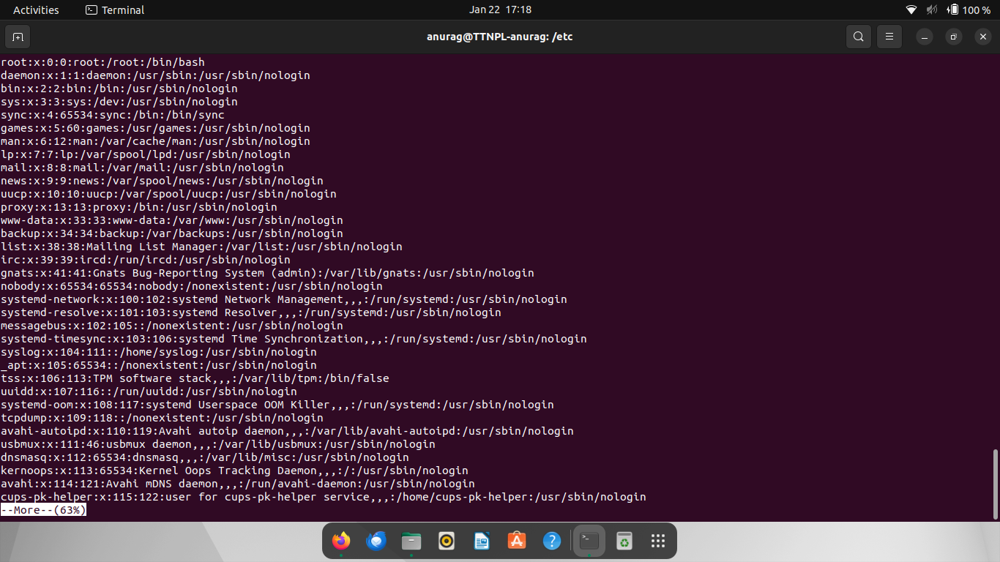 Activities
Terminal
Jan 22 17:18
100 %
anurag@TTNPL-anurag: /etc
root:x:0:0:root:/root:/bin/bash
daemon:x:1:1:daemon:/usr/sbin:/usr/sbin/nologin
bin:x:2:2:bin:/bin:/usr/sbin/nologin
sys:x:3:3:sys:/dev:/usr/sbin/nologin
sync:x:4:65534:sync:/bin:/bin/sync
games:x:5:60:games:/usr/games:/usr/sbin/nologin
man:x:6:12:man:/var/cache/man:/usr/sbin/nologin
lp:x:7:7:lp:/var/spool/lpd:/usr/sbin/nologin
mail:x:8:8:mail:/var/mail:/usr/sbin/nologin
news:x:9:9:news:/var/spool/news:/usr/sbin/nologin
uucp:x:10:10:uucp:/var/spool/uucp:/usr/sbin/nologin
proxy:x:13:13:proxy:/bin:/usr/sbin/nologin
www-data:x:33:33:www-data:/var/www:/usr/sbin/nologin
backup:x:34:34:backup:/var/backups:/usr/sbin/nologin
list:x:38:38:Mailing List Manager:/var/list:/usr/sbin/nologin
irc:x:39:39:ircd:/run/ircd:/usr/sbin/nologin
gnats:x:41:41:Gnats Bug-Reporting System (admin):/var/lib/gnats:/usr/sbin/nologin
nobody:x:65534:65534:nobody:/nonexistent:/usr/sbin/nologin
systemd-network:x:100:102:systemd Network Management,,,:/run/systemd:/usr/sbin/nologin
systemd-resolve:x:101:103:systemd Resolver,,,:/run/systemd:/usr/sbin/nologin
messagebus:x:102:105::/nonexistent:/usr/sbin/nologin
systemd-timesync:x:103:106:systemd Time Synchronization,,,:/run/systemd:/usr/sbin/nologin
syslog:x:104:111::/home/syslog:/usr/sbin/nologin
_apt:x:105:65534::/nonexistent:/usr/sbin/nologin
tss:x:106:113:TPM software stack,,,:/var/lib/tpm:/bin/false
uuidd:x:107:116::/run/uuidd:/usr/sbin/nologin
systemd-oom:x:108:117:systemd Userspace OOM Killer,,,:/run/systemd:/usr/sbin/nologin
tcpdump:x:109:118::/nonexistent:/usr/sbin/nologin
avahi-autoipd:x:110:119:Avahi autoip daemon,,,:/var/lib/avahi-autoipd:/usr/sbin/nologin
usbmux:x:111:46:usbmux daemon,,,:/var/lib/usbmux:/usr/sbin/nologin
dnsmasq:x:112:65534:dnsmasq,,,:/var/lib/misc:/usr/sbin/nologin
kernoops:x:113:65534:Kernel Oops Tracking Daemon,,,:/:/usr/sbin/nologin
avahi:x:114:121:Avahi mDNS daemon,,,:/run/avahi-daemon:/usr/sbin/nologin
cups-pk-helper:x:115:122:user for cups-pk-helper service,,,:/home/cups-pk-helper:/usr/sbin/nologin
--More--(63%)